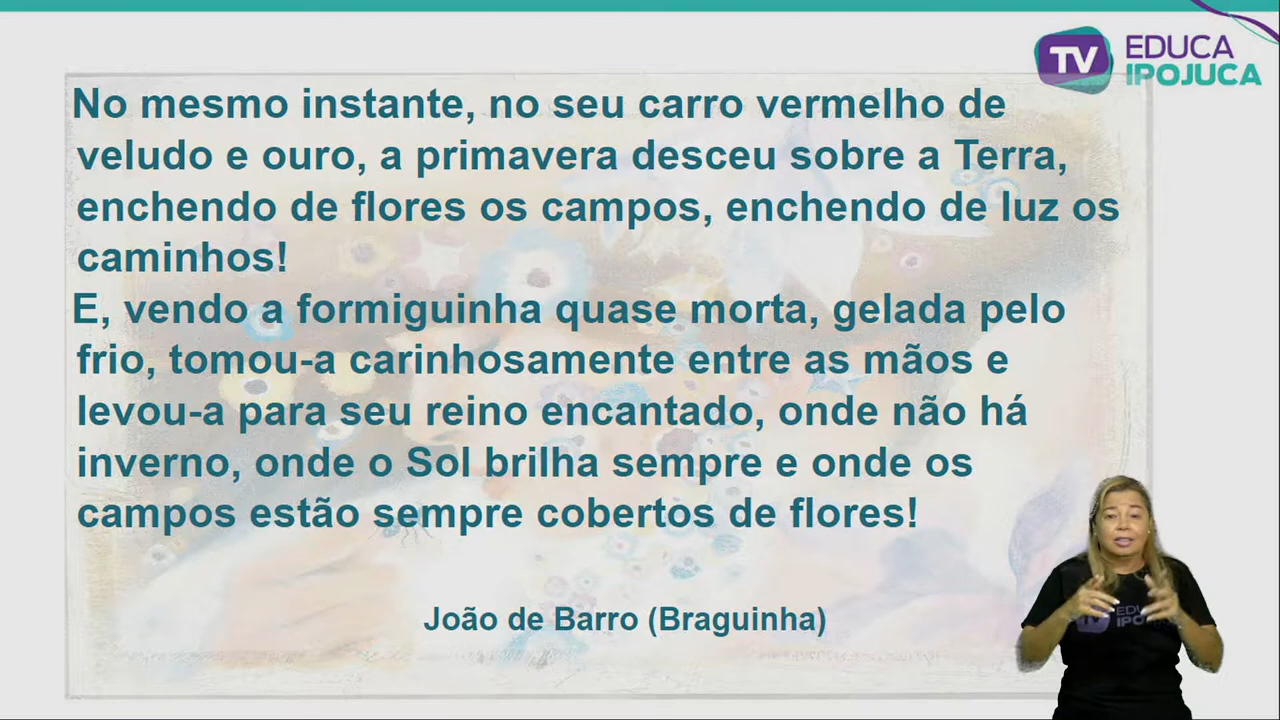 TV EDUCA
IPOJUCA
No mesmo instante, no seu carro vermelho de
veludo e ouro, a primavera desceu sobre a Terra,
enchendo de flores os campos, enchendo de luz os
caminhos!
E, vendo a formiguinha quase morta, gelada pelo
frio, tomou-a carinhosamente entre as mãos e
levou-a para seu reino encantado, onde não há
inverno, onde o Sol brilha sempre e onde os
campos estão sempre cobertos de flores!
João de Barro (Braguinha)
TV